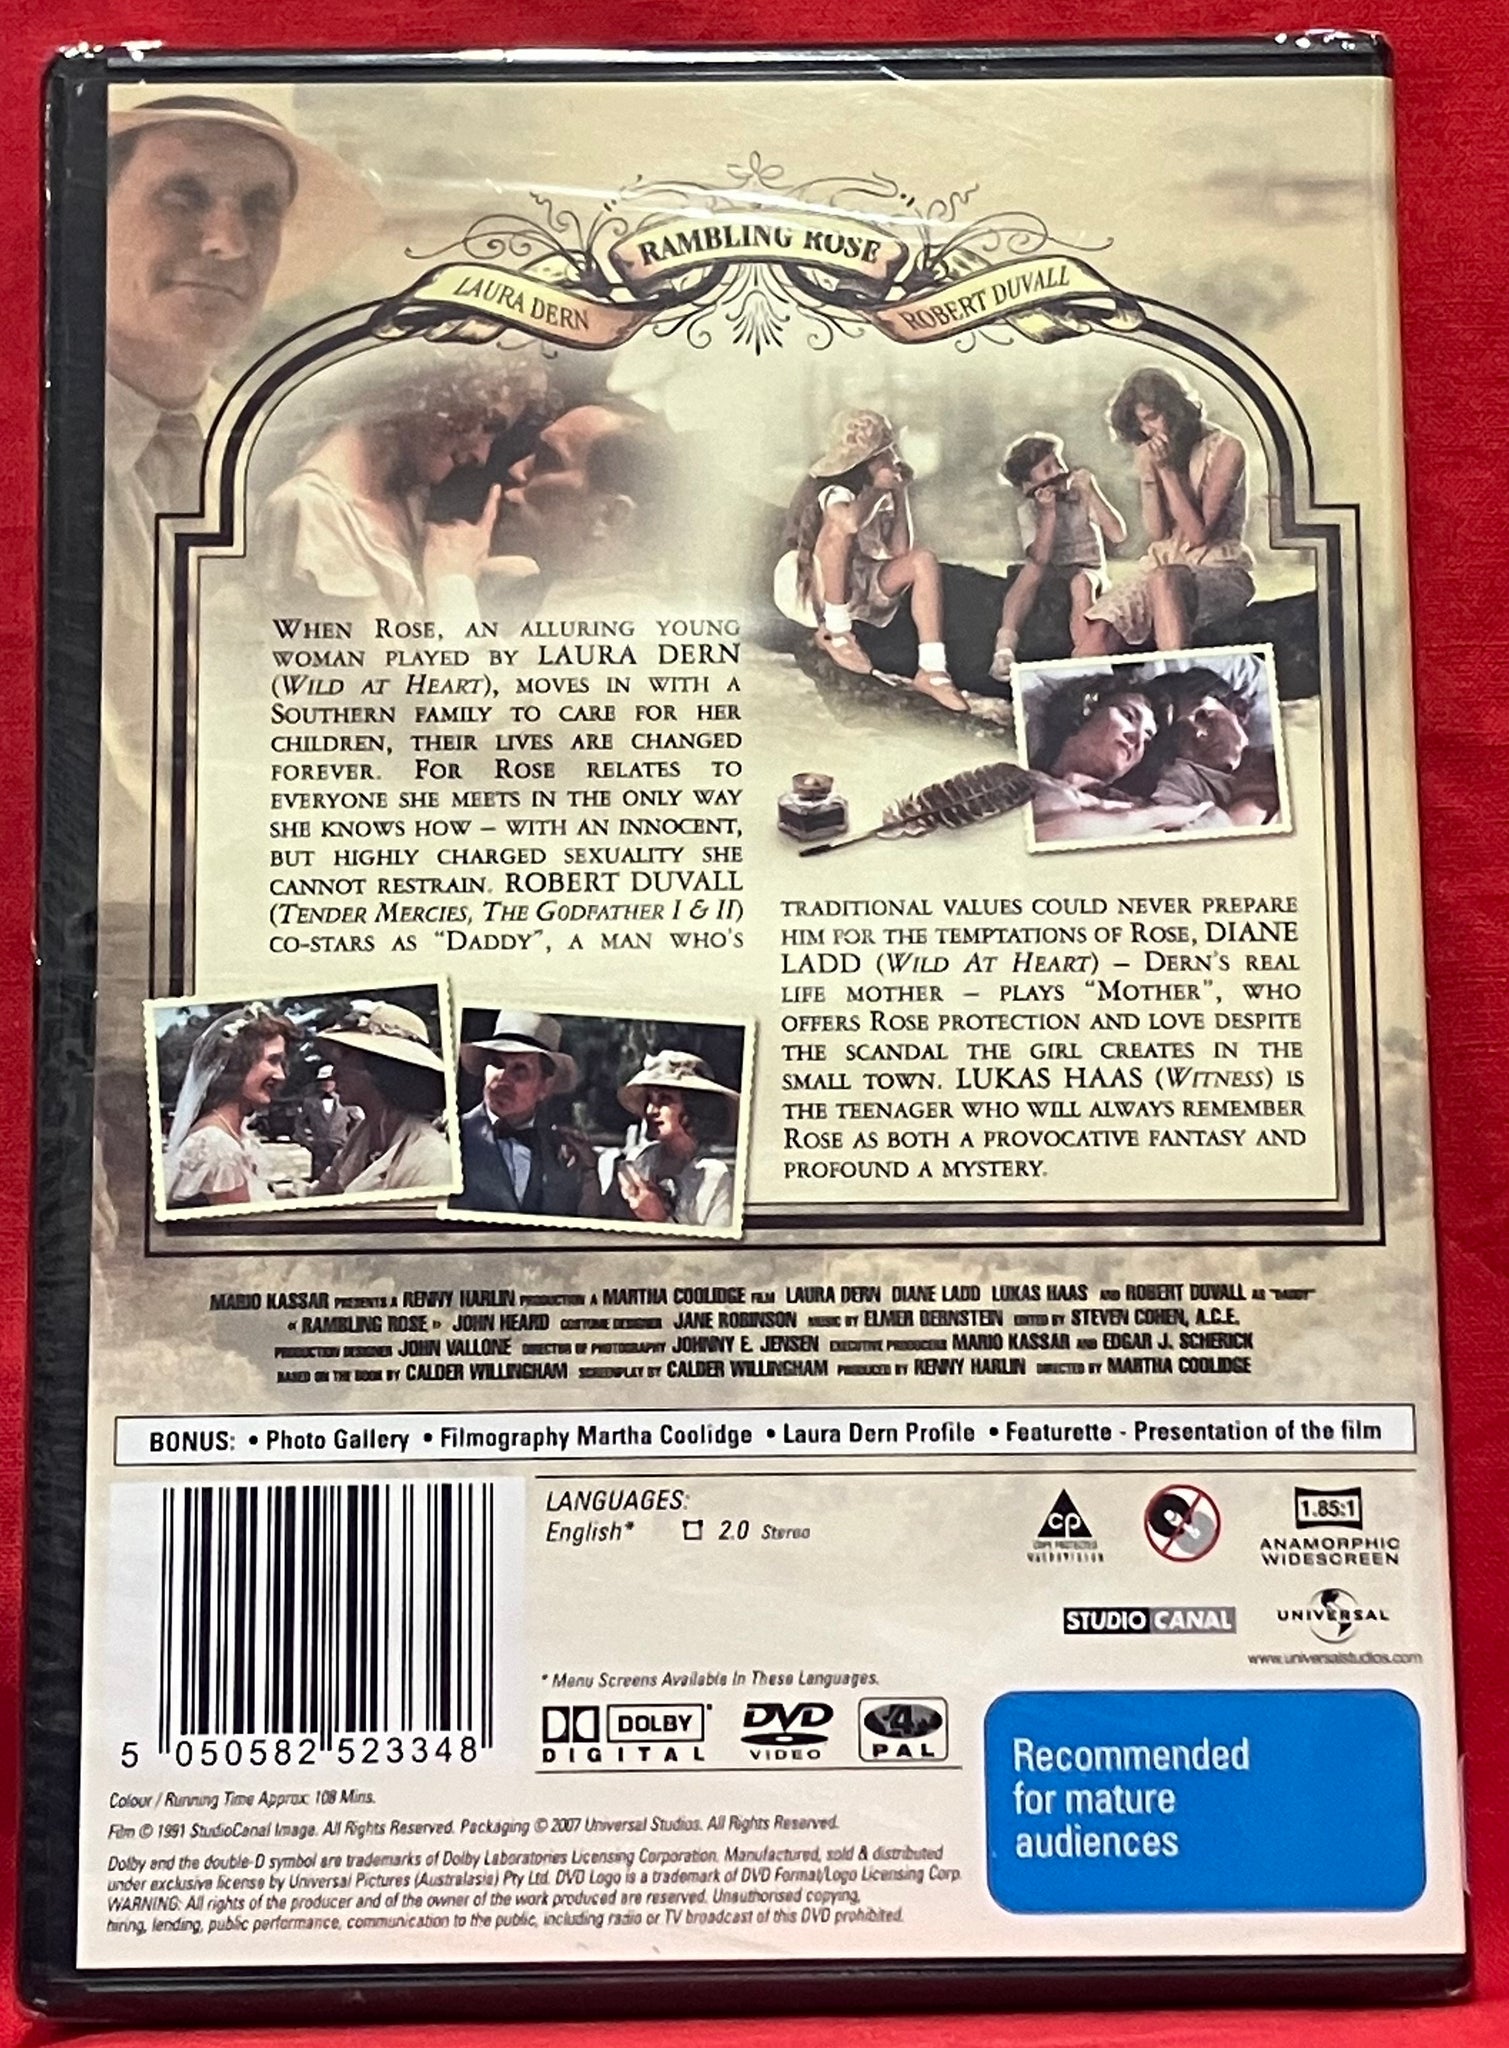 RAMBLING ROSE
LAURA DERN
ROBERT DUVALL
WHEN ROSE, AN ALLURING YOUNG
WOMAN PLAYED BY LAURA DERN
(WILD AT HEART), MOVES IN WITH A
SOUTHERN FAMILY TO CARE FOR HER
CHILDREN, THEIR LIVES ARE CHANGED
FOREVER. FOR ROSE RELATES TO
EVERYONE SHE MEETS IN THE ONLY WAY
SHE KNOWS HOW – WITH AN INNOCENT,
BUT HIGHLY CHARGED SEXUALITY SHE
CANNOT RESTRAIN. ROBERT DUVALL
(TENDER MERCIES, THE GODFATHER I & II)
CO-STARS AS "DADDY", A MAN WHO'S
TRADITIONAL VALUES COULD NEVER PREPARE
HIM FOR THE TEMPTATIONS OF ROSE, DIANE
LADD (WILD AT HEART) – DERN'S REAL
LIFE MOTHER – PLAYS "MOTHER", WHO
OFFERS ROSE PROTECTION AND LOVE DESPITE
THE SCANDAL THE GIRL CREATES IN THE
SMALL TOWN. LUKAS HAAS (WITNESS) IS
THE TEENAGER WHO WILL ALWAYS REMEMBER
ROSE AS BOTH A PROVOCATIVE FANTASY AND
PROFOUND A MYSTERY.
MARIO KASSAR PRESENTS A RENNY HARLIN PRODUCTION A MARTHA COOLIDGE FILM LAURA DERN DIANE LADD LUKAS HAAS AND ROBERT DUVALL AS "DADDY"
« RAMBLING ROSE » JOHN HEARD COSTUME DESIGNER JANE ROBINSON MUSIC BY ELMER BERNSTEIN EDITED BY STEVEN COHEN, A.C.E.
PRODUCTION DESIGNER JOHN VALLONE DIRECTOR OF PHOTOGRAPHY JOHNNY E. JENSEN EXECUTIVE PRODUCERS MARIO KASSAR AND EDGAR J. SCHERICK
BASED ON THE BOOK BY CALDER WILLINGHAM SCREENPLAY BY CALDER WILLINGHAM PRODUCED BY RENNY HARLIN DIRECTED BY MARTHA COOLIDGE
BONUS: • Photo Gallery • Filmography Martha Coolidge • Laura Dern Profile • Featurette - Presentation of the film
LANGUAGES:
English* 2.0 Stereo
cp
COPY PROTECTED
MACROVISION
1.85:1
ANAMORPHIC
WIDESCREEN
STUDIO CANAL
UNIVERSAL
www.universalstudios.com
* Menu Screens Available In These Languages.
DOLBY
DIGITAL
DVD
VIDEO
4
PAL
5 050582 523348
Recommended
for mature
audiences
Colour / Running Time Approx: 108 Mins.
Film © 1991 StudioCanal Image. All Rights Reserved. Packaging © 2007 Universal Studios. All Rights Reserved.
Dolby and the double-D symbol are trademarks of Dolby Laboratories Licensing Corporation. Manufactured, sold & distributed
under exclusive license by Universal Pictures (Australasia) Pty Ltd. DVD Logo is a trademark of DVD Format/Logo Licensing Corp.
WARNING: All rights of the producer and of the owner of the work produced are reserved. Unauthorised copying,
hiring, lending, public performance, communication to the public, including radio or TV broadcast of this DVD prohibited.